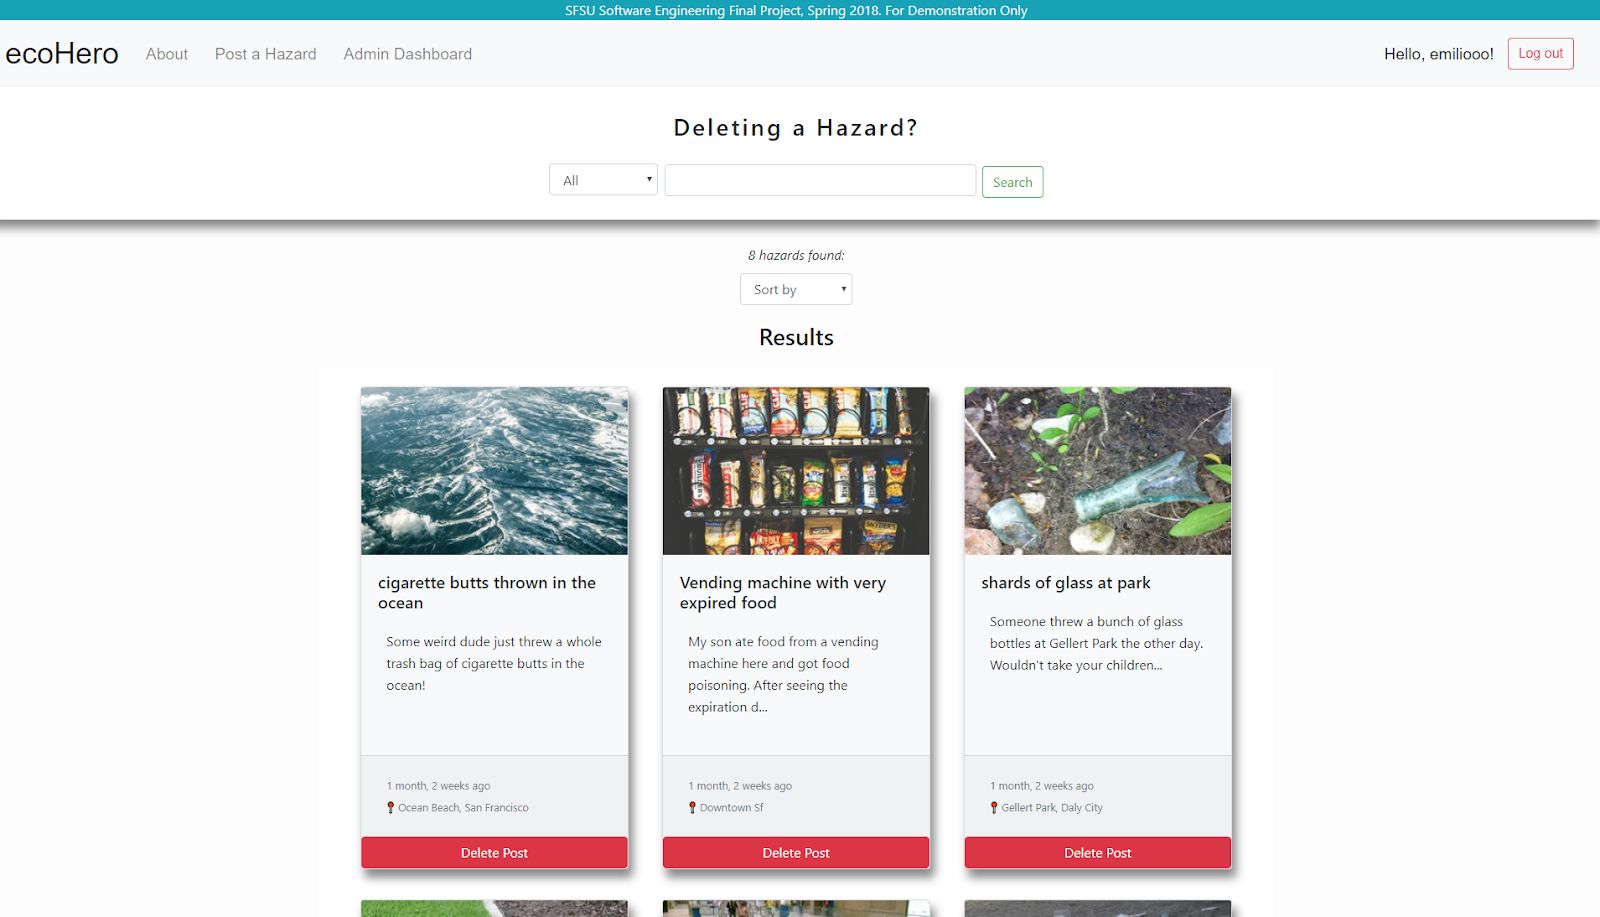 SFSU Software Engineering Final Project, Spring 2018. For Demonstration Only
ecoHero About Post a Hazard Admin Dashboard Hello, emiliooo! Log out
Deleting a Hazard?
All Search
8 hazards found:
Sort by
Results
cigarette butts thrown in the
ocean
Some weird dude just threw a whole
trash bag of cigarette butts in the
ocean!
1 month, 2 weeks ago
Ocean Beach, San Francisco
Delete Post
Vending machine with very
expired food
My son ate food from a vending
machine here and got food
poisoning. After seeing the
expiration d...
1 month, 2 weeks ago
Downtown Sf
Delete Post
shards of glass at park
Someone threw a bunch of glass
bottles at Gellert Park the other day.
Wouldn't take your children...
1 month, 2 weeks ago
Gellert Park, Daly City
Delete Post